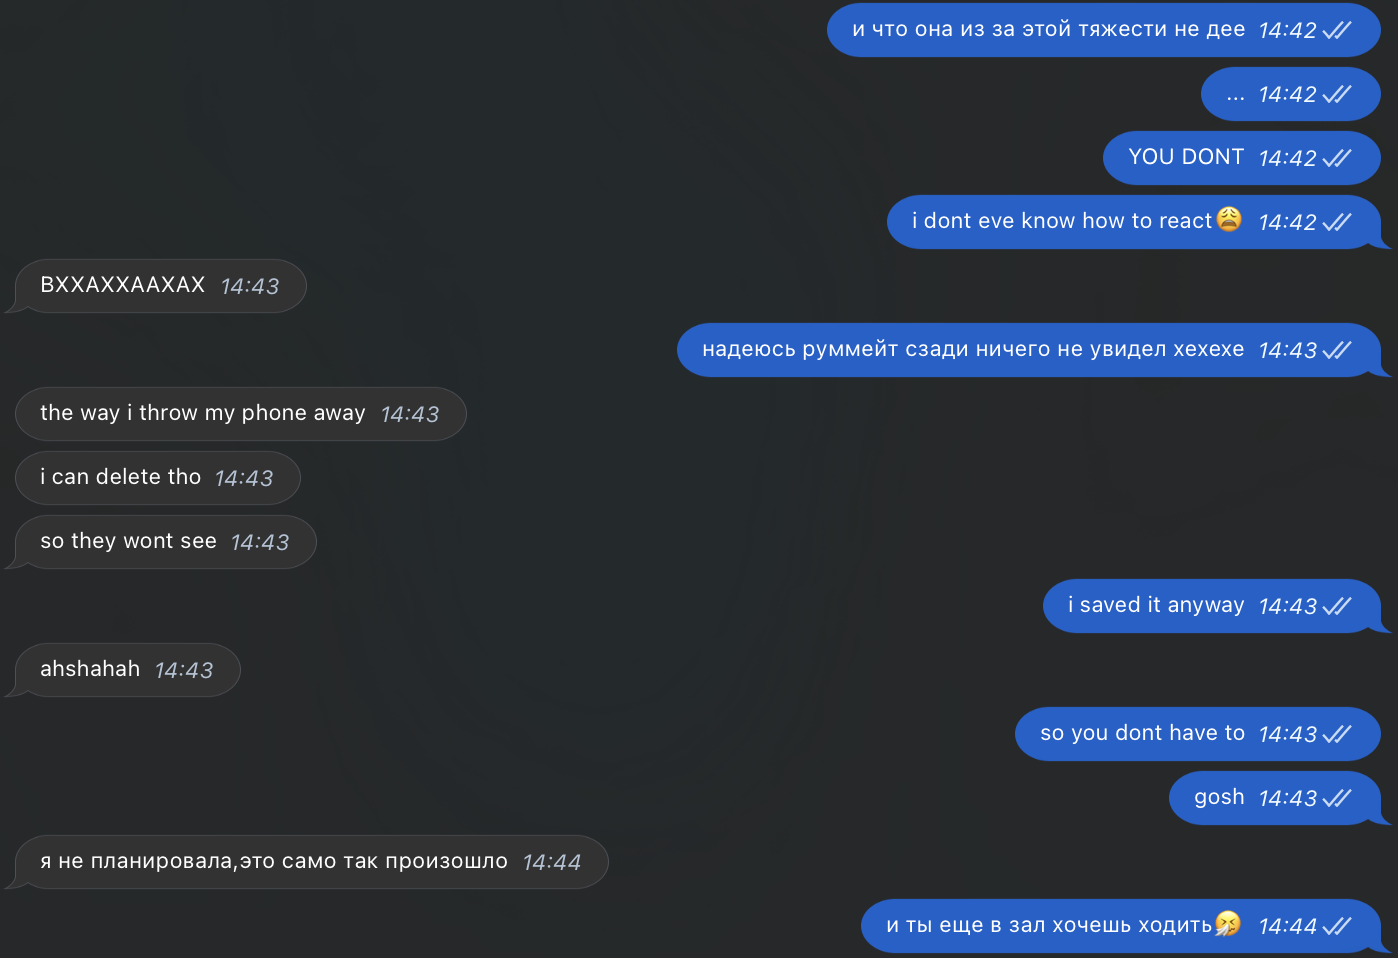 и что она из за этой тяжести не дее 14:42
... 14:42
YOU DONT 14:42
i dont eve know how to react😩 14:42
ВХХАХХААХАХ 14:43
надеюсь руммейт сзади ничего не увидел хехехе 14:43
the way i throw my phone away 14:43
i can delete tho 14:43
so they wont see 14:43
i saved it anyway 14:43
ahshahah 14:43
so you dont have to 14:43
gosh 14:43
я не планировала,это само так произошло 14:44
и ты еще в зал хочешь ходить🤧 14:44